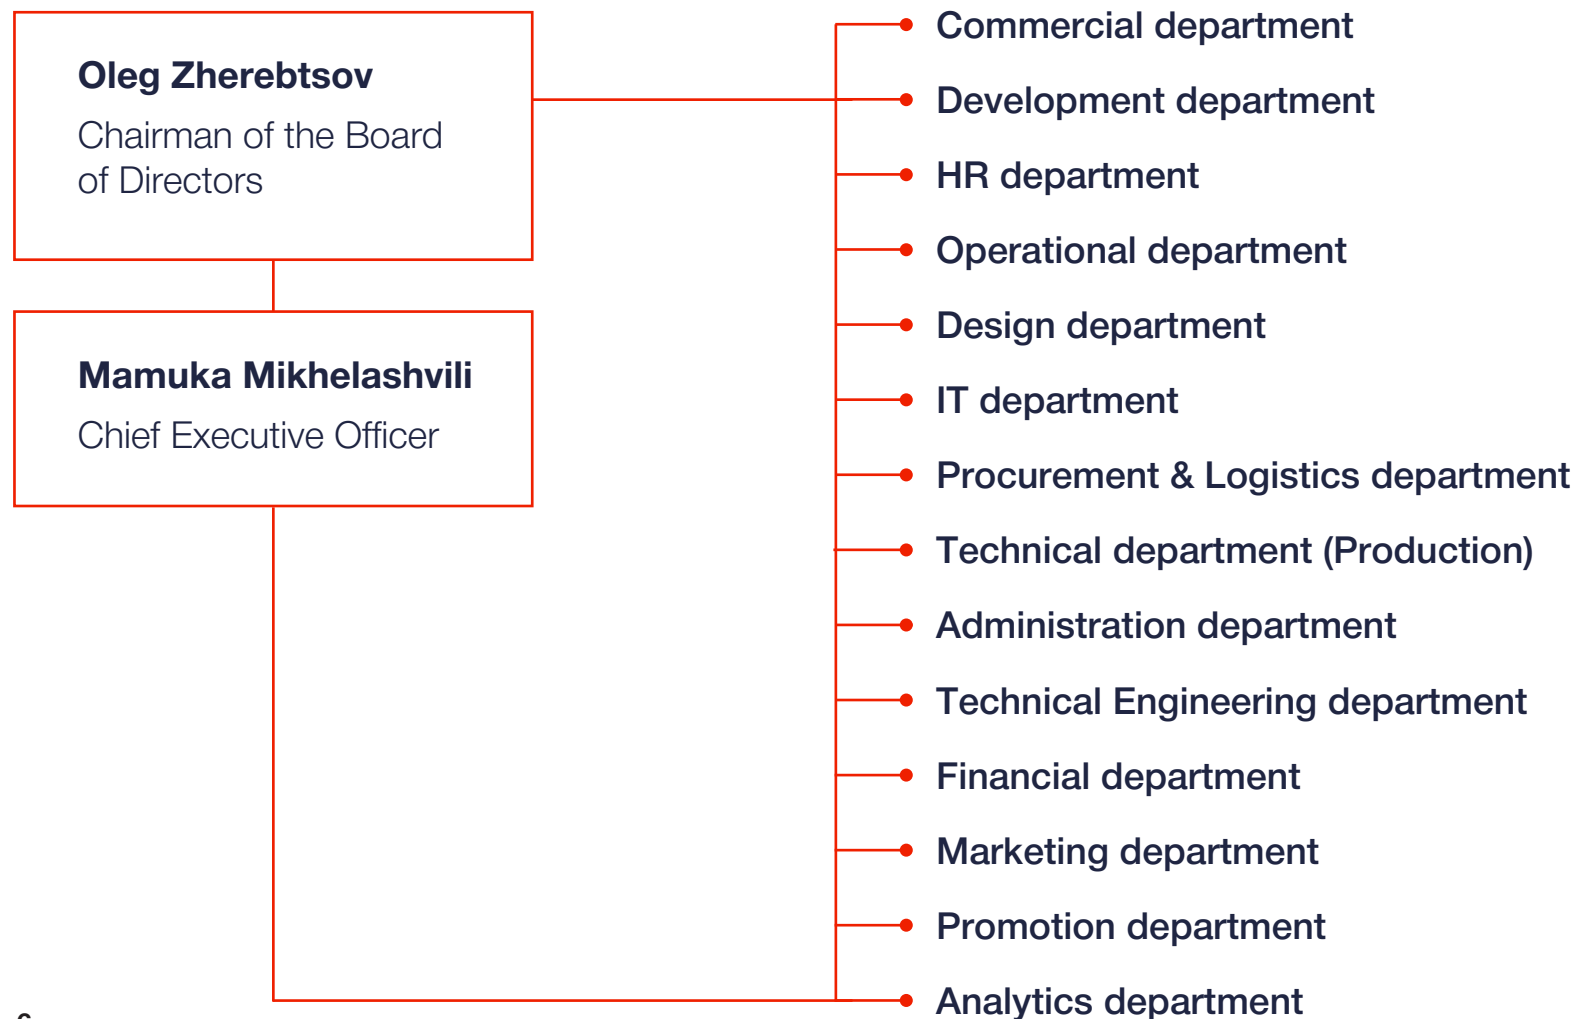 Oleg Zherebtsov
Chairman of the Board
of Directors
Mamuka Mikhelashvili
Chief Executive Officer
Commercial department
Development department
HR department
Operational department
Design department
IT department
Procurement & Logistics department
Technical department (Production)
Administration department
Technical Engineering department
Financial department
Marketing department
Promotion department
Analytics department